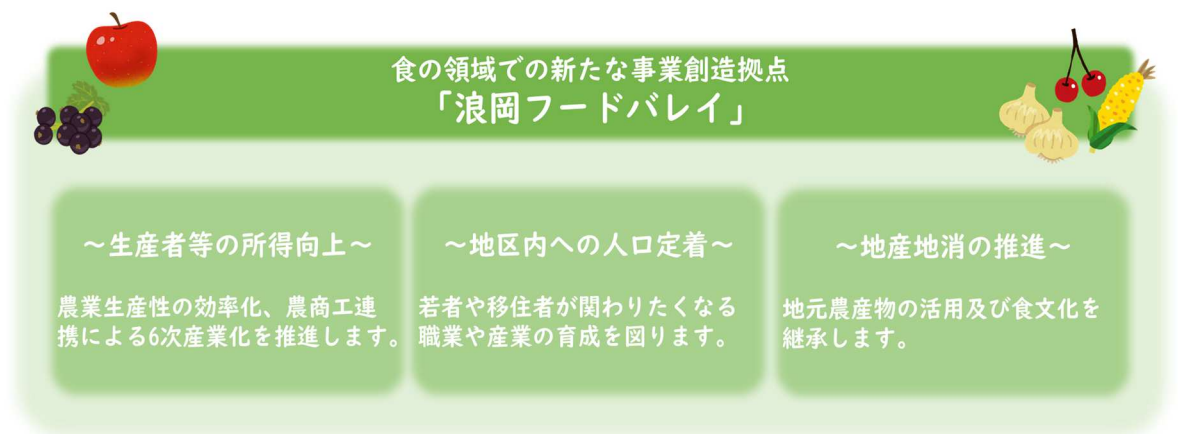 食の領域での新たな事業創造拠点
「浪岡フードバレイ」
～生産者等の所得向上～
農業生産性の効率化、農商工連
携による6次産業化を推進します。
～地区内への人口定着～
若者や移住者が関わりたくなる
職業や産業の育成を図ります。
～地産地消の推進～
地元農産物の活用及び食文化を
継承します。